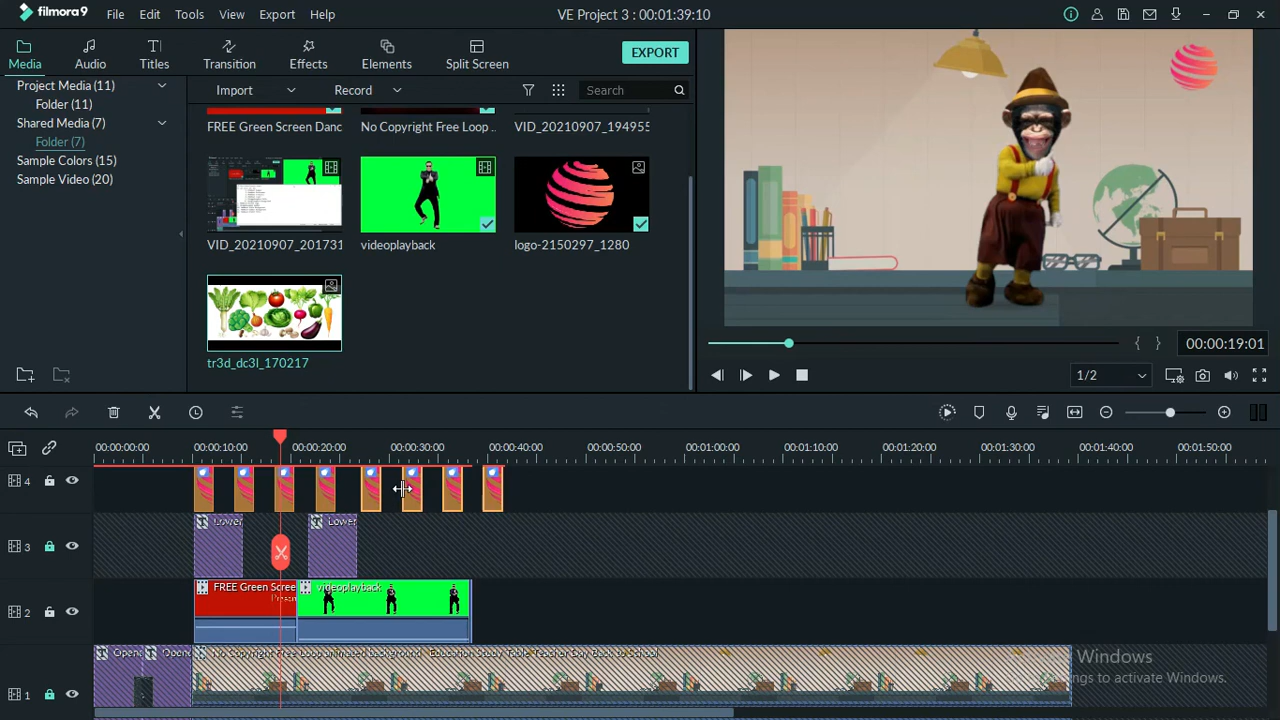 filmora9 File Edit Tools View Export Help VE Project 3 : 00:01:39:10
Media Audio Titles Transition Effects Elements Split Screen EXPORT
Project Media (11)
Folder (11)
Shared Media (7)
Folder (7)
Sample Colors (15)
Sample Video (20)
Import Record Search
FREE Green Screen Danc No Copyright Free Loop .. VID_20210907_194955
VID_20210907_201731 videoplayback logo-2150297_1280
tr3d_dc3l_170217
00:00:19:01
1/2
00:00:00:00 00:00:10:00 00:00:20:00 00:00:30:00 00:00:40:00 00:00:50:00 00:01:00:00 00:01:10:00 00:01:20:00 00:01:30:00 00:01:40:00 00:01:50:00
4
3 Lower Lower
2 FREE Green Scree videoplayback
1 Openi Opene No Copyright Free Loop animated background Education Study Table Teacher Day Back to School
Windows
ngs to activate Windows.